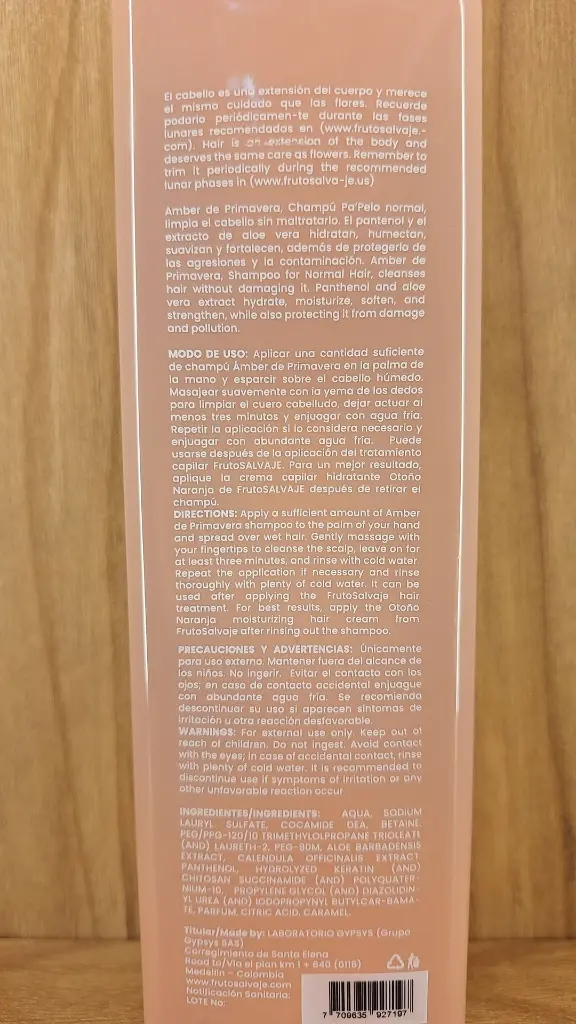 El cabello es una extensión del cuerpo y merece
el mismo cuidado que las flores. Recuerde
podarlo periódicamen-te durante las fases
lunares recomendadas en (www.frutosalvaje.-
com). Hair is an extension of the body and
deserves the same care as flowers. Remember to
trim it periodically during the recommended
lunar phases in (www.frutosalva-je.us)
Amber de Primavera, Champú Pa'Pelo normal,
limpia el cabello sin maltratarlo. El pantenol y el
extracto de aloe vera hidratan, humectan,
suavizan y fortalecen, además de protegerlo de
las agresiones y la contaminación. Amber de
Primavera, Shampoo for Normal Hair, cleanses
hair without damaging it. Panthenol and aloe
vera extract hydrate, moisturize, soften, and
strengthen, while also protecting it from damage
and pollution.
MODO DE USO: Aplicar una cantidad suficiente
de champú Ámber de Primavera en la palma de
la mano y esparcir sobre el cabello húmedo.
Masajear suavemente con la yema de los dedos
para limpiar el cuero cabelludo, dejar actuar al
menos tres minutos y enjuagar con agua fría.
Repetir la aplicación si lo considera necesario y
enjuagar con abundante agua fría. Puede
usarse después de la aplicación del tratamiento
capilar FrutoSALVAJE. Para un mejor resultado,
aplique la crema capilar hidratante Otoño
Naranja de FrutoSALVAJE después de retirar el
champú.
DIRECTIONS: Apply a sufficient amount of Amber
de Primavera shampoo to the palm of your hand
and spread over wet hair. Gently massage with
your fingertips to cleanse the scalp, leave on for
at least three minutes, and rinse with cold water
Repeat the application if necessary and rinse
thoroughly with plenty of cold water. It can be
used after applying the FrutoSalvaje hair
treatment. For best results, apply the Otoño
Naranja moisturizing hair cream from
FrutoSalvaje after rinsing out the shampoo.
PRECAUCIONES Y ADVERTENCIAS: Únicamente
para uso externo. Mantener fuera del alcance de
los niños. No ingerir. Evitar el contacto con los
ojos; en caso de contacto accidental enjuague
con abundante agua fría. Se recomienda
descontinuar su uso si aparecen síntomas de
irritación u otra reacción desfavorable.
WARNINGS: For external use only. Keep out of
reach of children. Do not ingest. Avoid contact
with the eyes; in case of accidental contact, rinse
with plenty of cold water. It is recommended to
discontinue use if symptoms of irritation or any
other unfavorable reaction occur
INGREDIENTES/INGREDIENTS: AQUA, SODIUM
LAURYL SULFATE, COCAMIDE DEA, BETAINE,
PEG/PPG-120/10 TRIMETHYLOLPROPANE TRIOLEATE
(AND) LAURETH-2, PEG-80M, ALOE BARBADENSIS
EXTRACT, CALENDULA OFFICINALIS EXTRACT,
PANTHENOL, HYDROLYZED KERATIN (AND)
CHITOSAN SUCCINAMIDE (AND) POLYQUATER-
NIUM-10, PROPYLENE GLYCOL (AND) DIAZOLIDIN-
YL UREA (AND) IODOPROPYNYL BUTYLCAR-BAMA-
TE, PARFUM, CITRIC ACID, CARAMEL.
Titular/Made by: LABORATORIO GYPSYS (Grupo
Gypsys SAS)
Corregimiento de Santa Elena
Road to/Vía el plan km 1 + 640 (0116)
Medellín – Colombia
www.frutosalvaje.com
Notificación Sanitaria:
LOTE No:
7 709635 927197